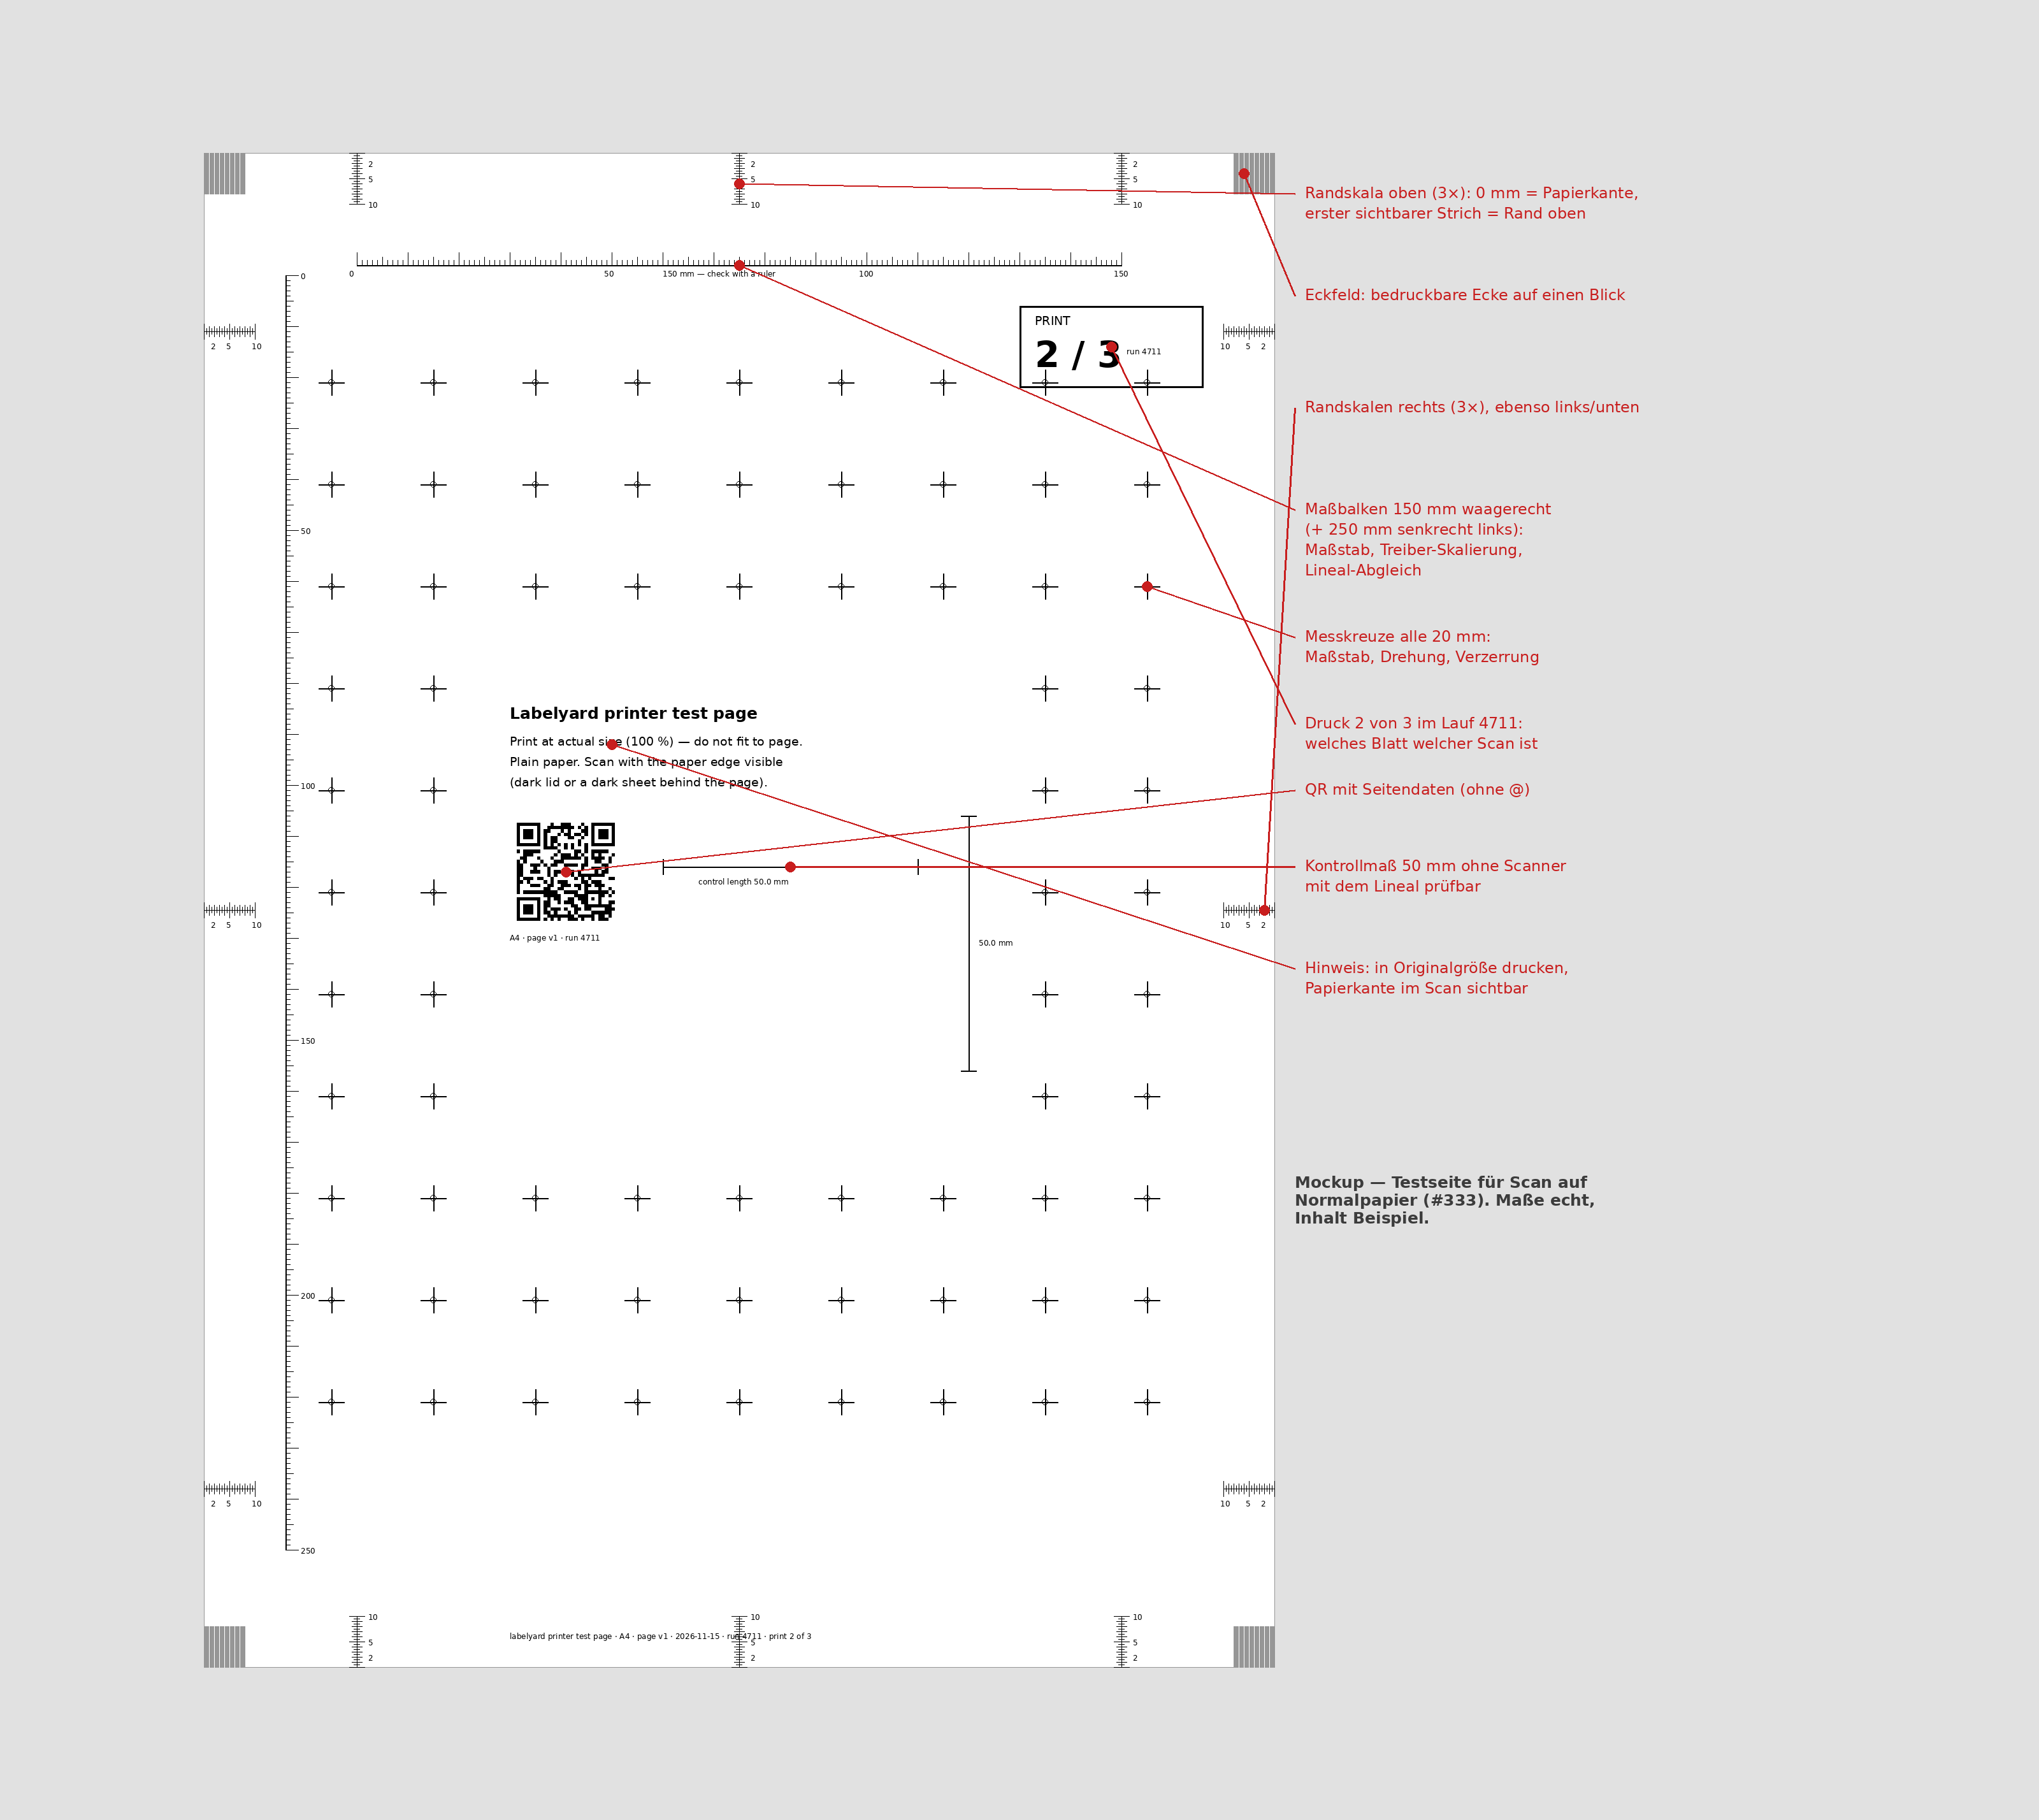 2
5
10
2
5
10
2
5
10
Randskala oben (3×): 0 mm = Papierkante,
erster sichtbarer Strich = Rand oben
0 50 150 mm — check with a ruler 100 150
0
Eckfeld: bedruckbare Ecke auf einen Blick
PRINT
2 / 3 run 4711
2 5 10
10 5 2
Randskalen rechts (3×), ebenso links/unten
50
Maßbalken 150 mm waagerecht
(+ 250 mm senkrecht links):
Maßstab, Treiber-Skalierung,
Lineal-Abgleich
Messkreuze alle 20 mm:
Maßstab, Drehung, Verzerrung
Labelyard printer test page
Print at actual size (100 %) — do not fit to page.
Plain paper. Scan with the paper edge visible
(dark lid or a dark sheet behind the page).
Druck 2 von 3 im Lauf 4711:
welches Blatt welcher Scan ist
100
QR mit Seitendaten (ohne @)
control length 50.0 mm
Kontrollmaß 50 mm ohne Scanner
mit dem Lineal prüfbar
2 5 10
10 5 2
A4 · page v1 · run 4711
50.0 mm
Hinweis: in Originalgröße drucken,
Papierkante im Scan sichtbar
150
Mockup — Testseite für Scan auf
Normalpapier (#333). Maße echt,
Inhalt Beispiel.
200
2 5 10
10 5 2
250
10
5
2
10
5
2
10
5
2
labelyard printer test page · A4 · page v1 · 2026-11-15 · run 4711 · print 2 of 3